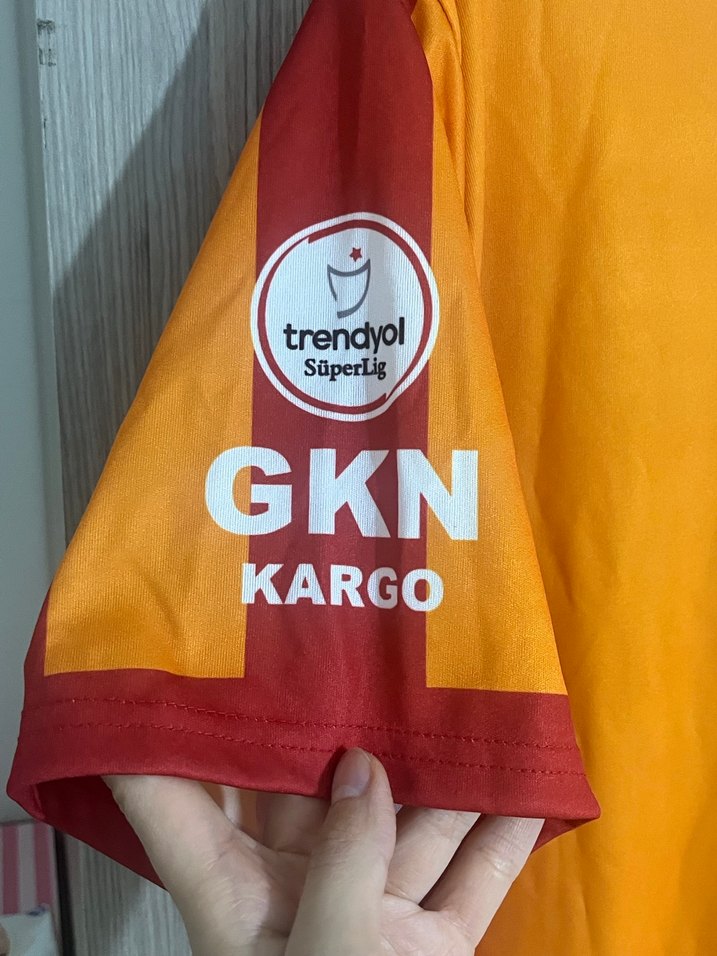 trendyol
SüperLig
GKN
KARGO